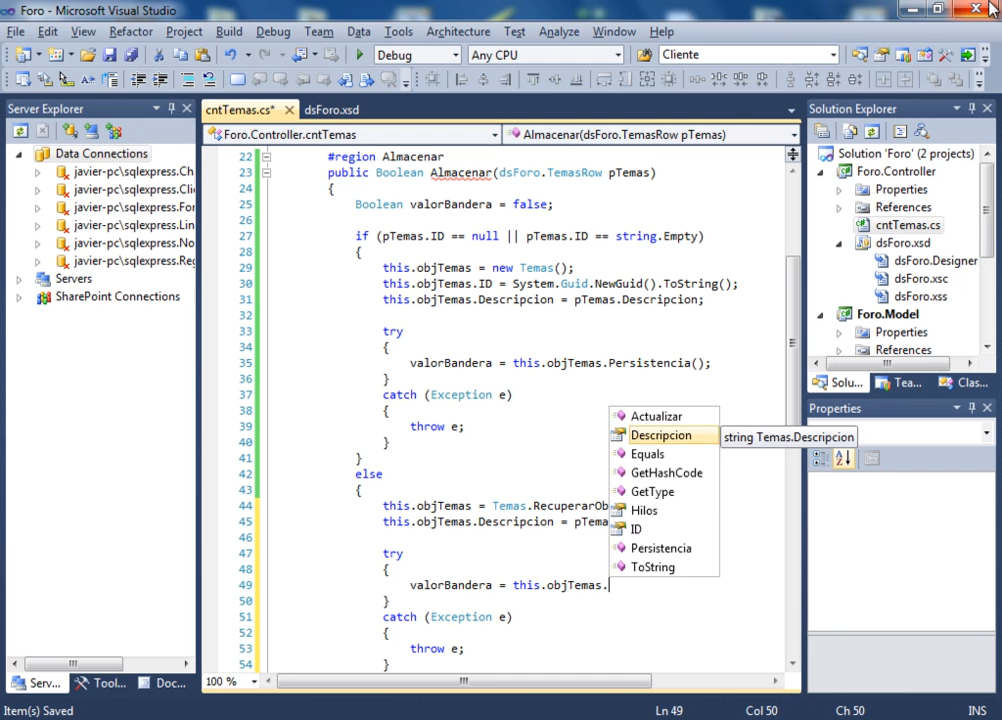 Foro - Microsoft Visual Studio
File Edit View Refactor Project Build Debug Team Data Tools Architecture Test Analyze Window Help
Debug Any CPU Cliente
Server Explorer
Data Connections
javier-pc\sqlexpress.Cha
javier-pc\sqlexpress.Clie
javier-pc\sqlexpress.For
javier-pc\sqlexpress.Lin
javier-pc\sqlexpress.No
javier-pc\sqlexpress.Reg
Servers
SharePoint Connections
Serv... Tool... Doc...
cntTemas.cs* dsForo.xsd
Foro.Controller.cntTemas Almacenar(dsForo.TemasRow pTemas)
22 #region Almacenar
23 public Boolean Almacenar(dsForo.TemasRow pTemas)
24 {
25 Boolean valorBandera = false;
26
27 if (pTemas.ID == null || pTemas.ID == string.Empty)
28 {
29 this.objTemas = new Temas();
30 this.objTemas.ID = System.Guid.NewGuid().ToString();
31 this.objTemas.Descripcion = pTemas.Descripcion;
32
33 try
34 {
35 valorBandera = this.objTemas.Persistencia();
36 }
37 catch (Exception e)
38 {
39 throw e;
40 }
41 }
42 else
43 {
44 this.objTemas = Temas.RecuperarOb
45 this.objTemas.Descripcion = pTema
46
47 try
48 {
49 valorBandera = this.objTemas.
50 }
51 catch (Exception e)
52 {
53 throw e;
54 }
Actualizar
Descripcion
Equals
GetHashCode
GetType
Hilos
ID
Persistencia
ToString
string Temas.Descripcion
100 %
Solution Explorer
Solution 'Foro' (2 projects)
Foro.Controller
Properties
References
cntTemas.cs
dsForo.xsd
dsForo.Designer
dsForo.xsc
dsForo.xss
Foro.Model
Properties
References
Solu... Tea... Clas...
Properties
Item(s) Saved Ln 49 Col 50 Ch 50 INS